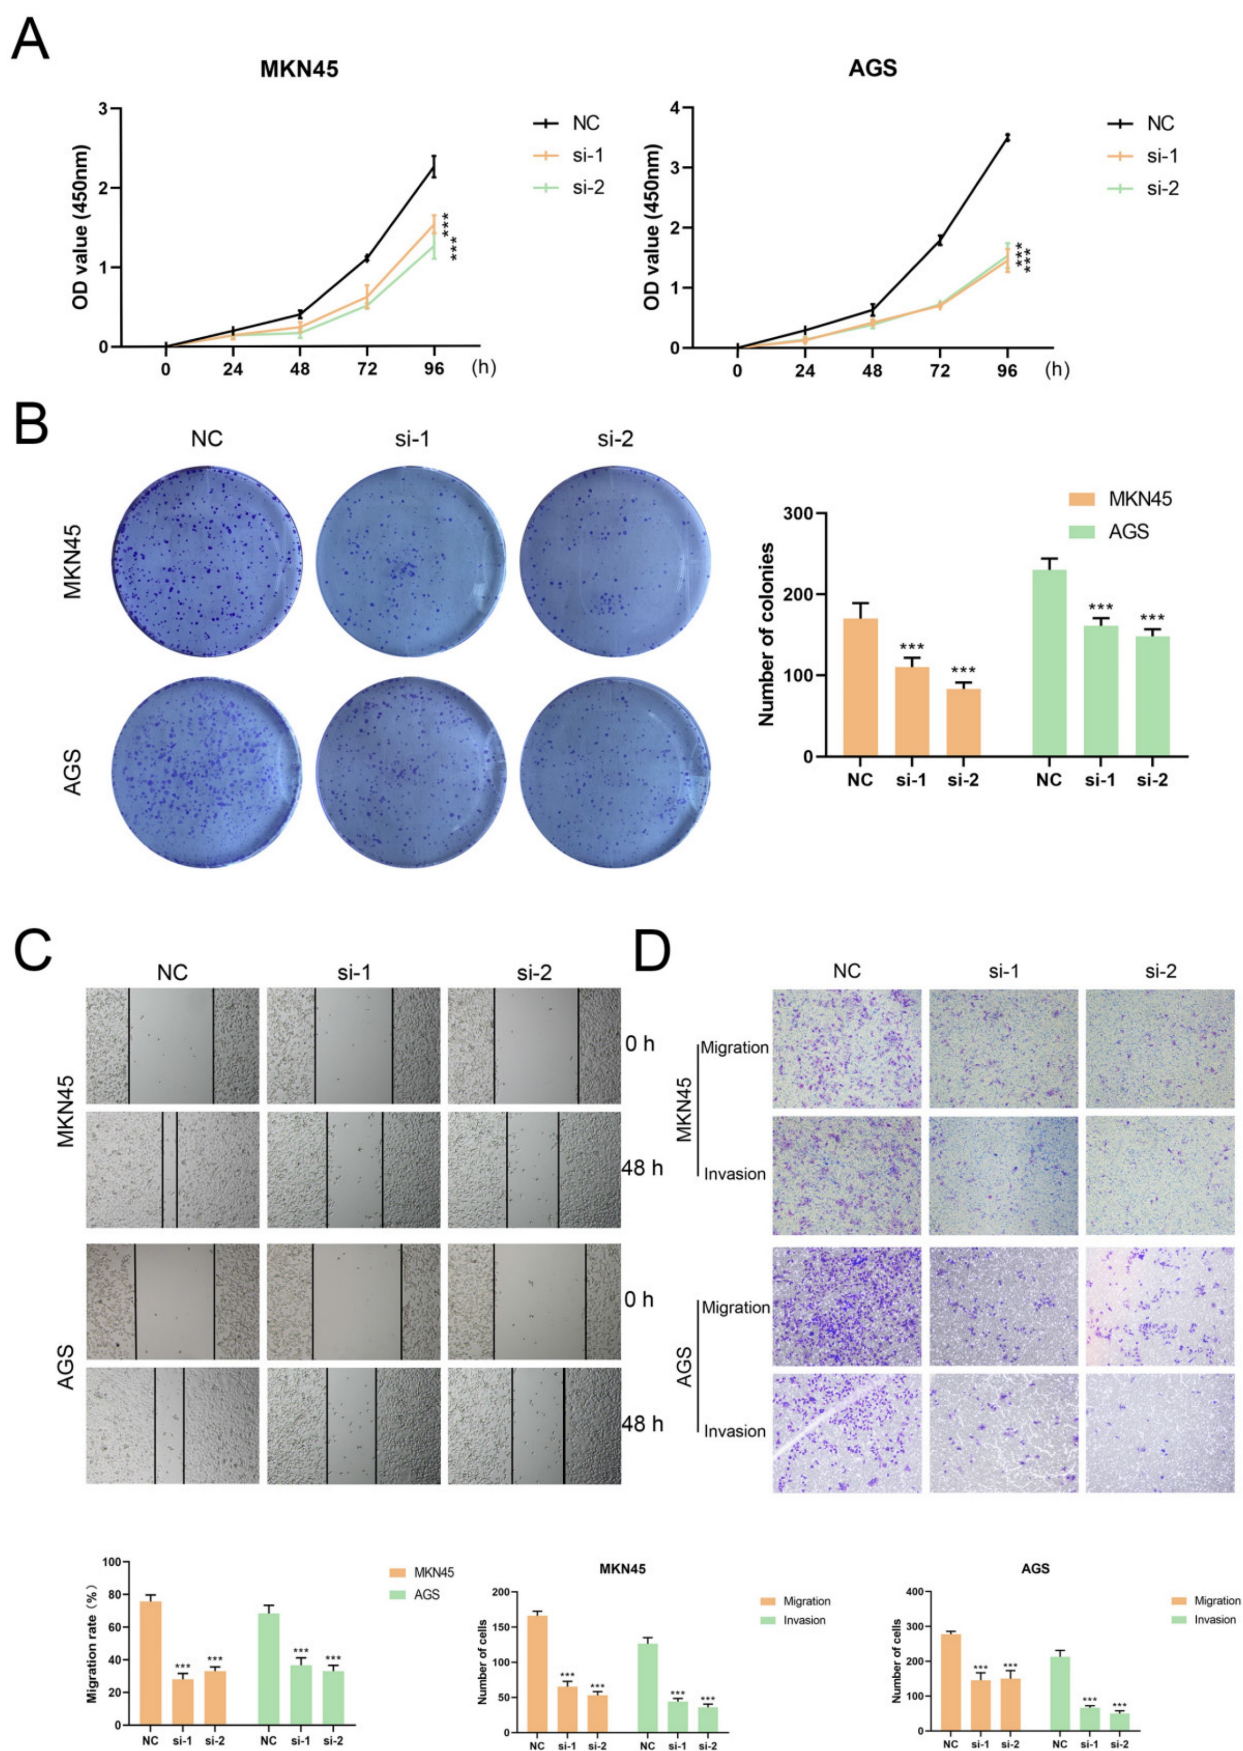 A
MKN45
OD value (450nm)
3
2
1
0
0 24 48 72 96 (h)
NC
si-1
si-2
***
***
AGS
OD value (450nm)
4
3
2
1
0
0 24 48 72 96 (h)
NC
si-1
si-2
***
***
B
NC si-1 si-2
MKN45
AGS
Number of colonies
300
200
100
0
MKN45
AGS
*** *** *** ***
NC si-1 si-2 NC si-1 si-2
C
NC si-1 si-2
MKN45
0 h
48 h
AGS
0 h
48 h
D
NC si-1 si-2
MKN45
Migration
Invasion
AGS
Migration
Invasion
Migration rate (%)
100
80
60
40
20
0
MKN45
AGS
*** *** *** ***
NC si-1 si-2 NC si-1 si-2
MKN45
Number of cells
200
150
100
50
0
Migration
Invasion
*** *** *** ***
NC si-1 si-2 NC si-1 si-2
AGS
Number of cells
400
300
200
100
0
Migration
Invasion
*** *** *** ***
NC si-1 si-2 NC si-1 si-2